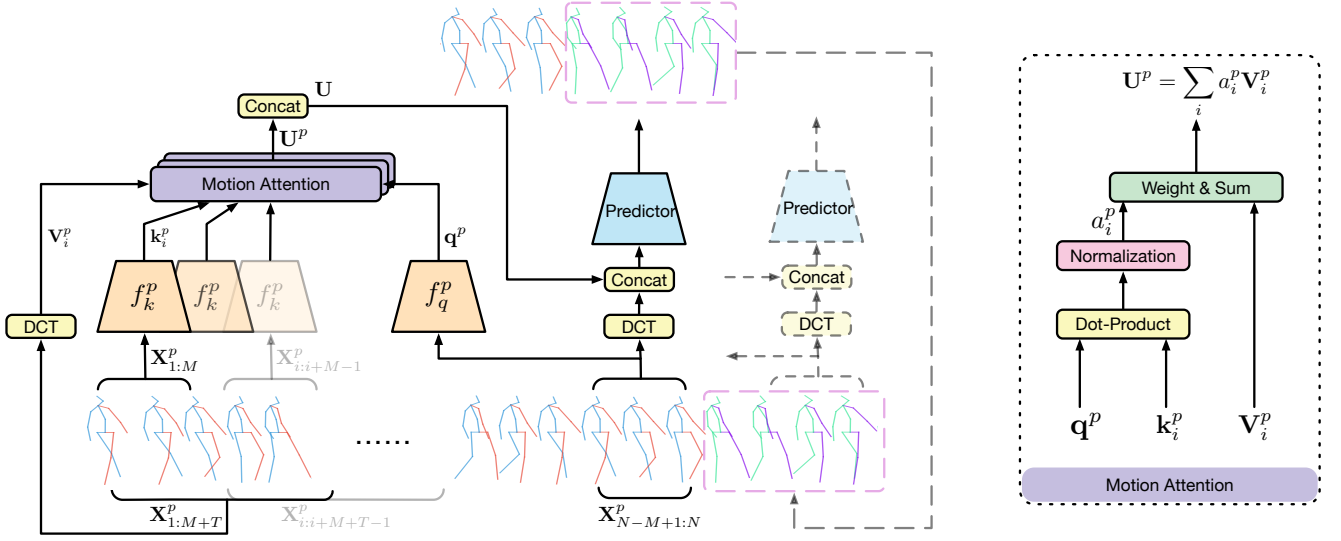 Concat
U
U^p
Motion Attention
V_i^p
k_i^p
q^p
f_k^p
f_k^p
f_k^p
f_q^p
DCT
X_{1:M}^p
X_{i:i+M-1}^p
......
X_{1:M+T}^p
X_{i:i+M+T-1}^p
X_{N-M+1:N}^p
Predictor
Concat
DCT
Predictor
Concat
DCT
U^p = ∑_i a_i^p V_i^p
Weight & Sum
a_i^p
Normalization
Dot-Product
q^p
k_i^p
V_i^p
Motion Attention